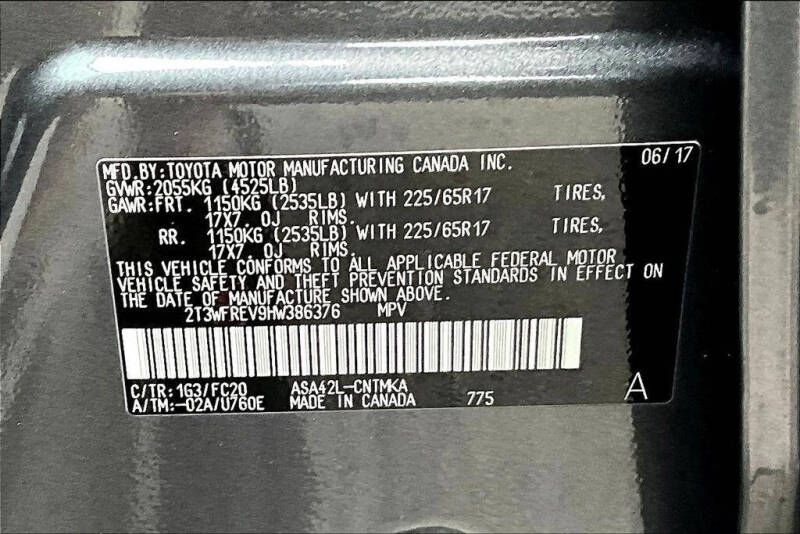 06/17
MFD.BY:TOYOTA MOTOR MANUFACTURING CANADA INC.
GVWR:2055KG (4525LB)
GAWR:FRT. 1150KG (2535LB) WITH 225/65R17 TIRES,
17X7.0J RIMS.
RR. 1150KG (2535LB) WITH 225/65R17 TIRES,
17X7.0J RIMS.
THIS VEHICLE CONFORMS TO ALL APPLICABLE FEDERAL MOTOR
VEHICLE SAFETY AND THEFT PREVENTION STANDARDS IN EFFECT ON
THE DATE OF MANUFACTURE SHOWN ABOVE.
2T3WFREV9HW386376 MPV
C/TR:1G3/FC20 ASA42L-CNTMKA
A/TM:-02A/U760E MADE IN CANADA 775 A